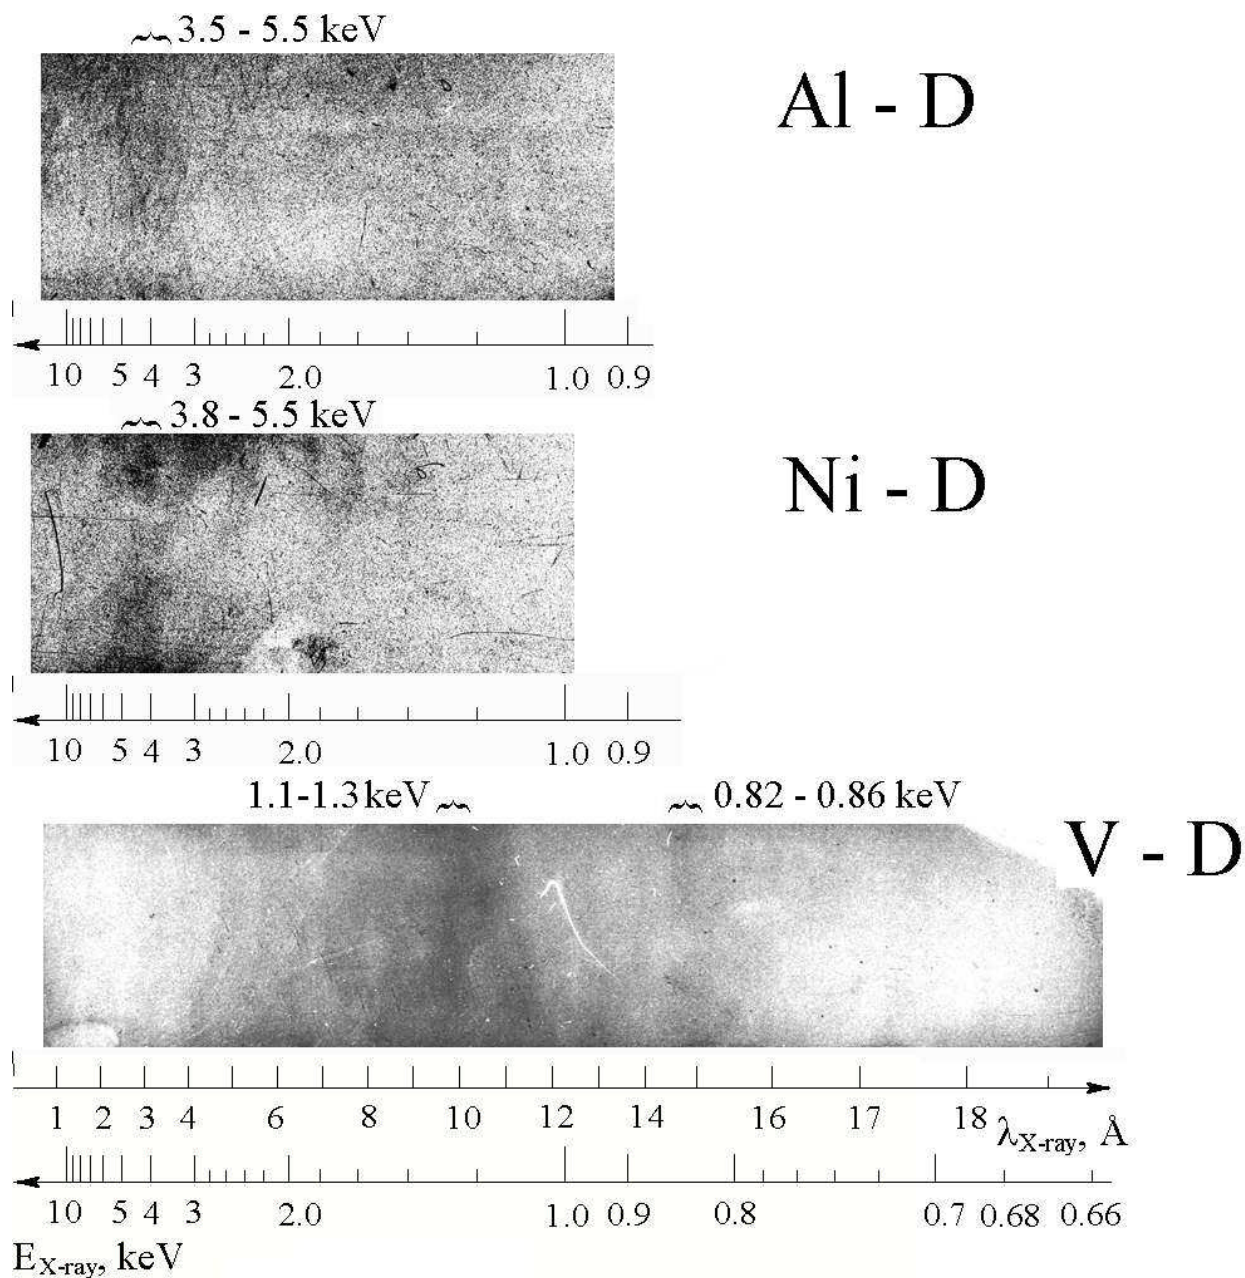 3.5 - 5.5 keV
Al - D
10 5 4 3 2.0 1.0 0.9
3.8 - 5.5 keV
Ni - D
10 5 4 3 2.0 1.0 0.9
1.1-1.3 keV 0.82 - 0.86 keV
V - D
1 2 3 4 6 8 10 12 14 16 17 18 λX-ray, Å
10 5 4 3 2.0 1.0 0.9 0.8 0.7 0.68 0.66
EX-ray, keV